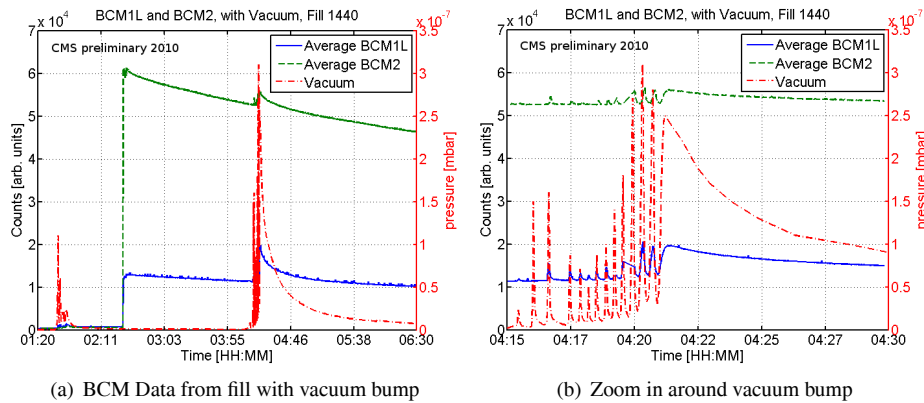 BCM1L and BCM2, with Vacuum, Fill 1440
x 10^4
x 10^-7
CMS preliminary 2010
Average BCM1L
Average BCM2
Vacuum
7
6
5
4
3
2
1
0
Counts [arb. units]
3.5
3
2.5
2
1.5
1
0.5
0
pressure [mbar]
01:20 02:11 03:03 03:55 04:46 05:38 06:30
Time [HH:MM]
(a) BCM Data from fill with vacuum bump
BCM1L and BCM2, with Vacuum, Fill 1440
x 10^4
x 10^-7
CMS preliminary 2010
Average BCM1L
Average BCM2
Vacuum
7
6
5
4
3
2
1
0
Counts [arb. units]
3.5
3
2.5
2
1.5
1
0.5
0
pressure [mbar]
04:15 04:17 04:20 04:22 04:25 04:27 04:30
Time [HH:MM]
(b) Zoom in around vacuum bump